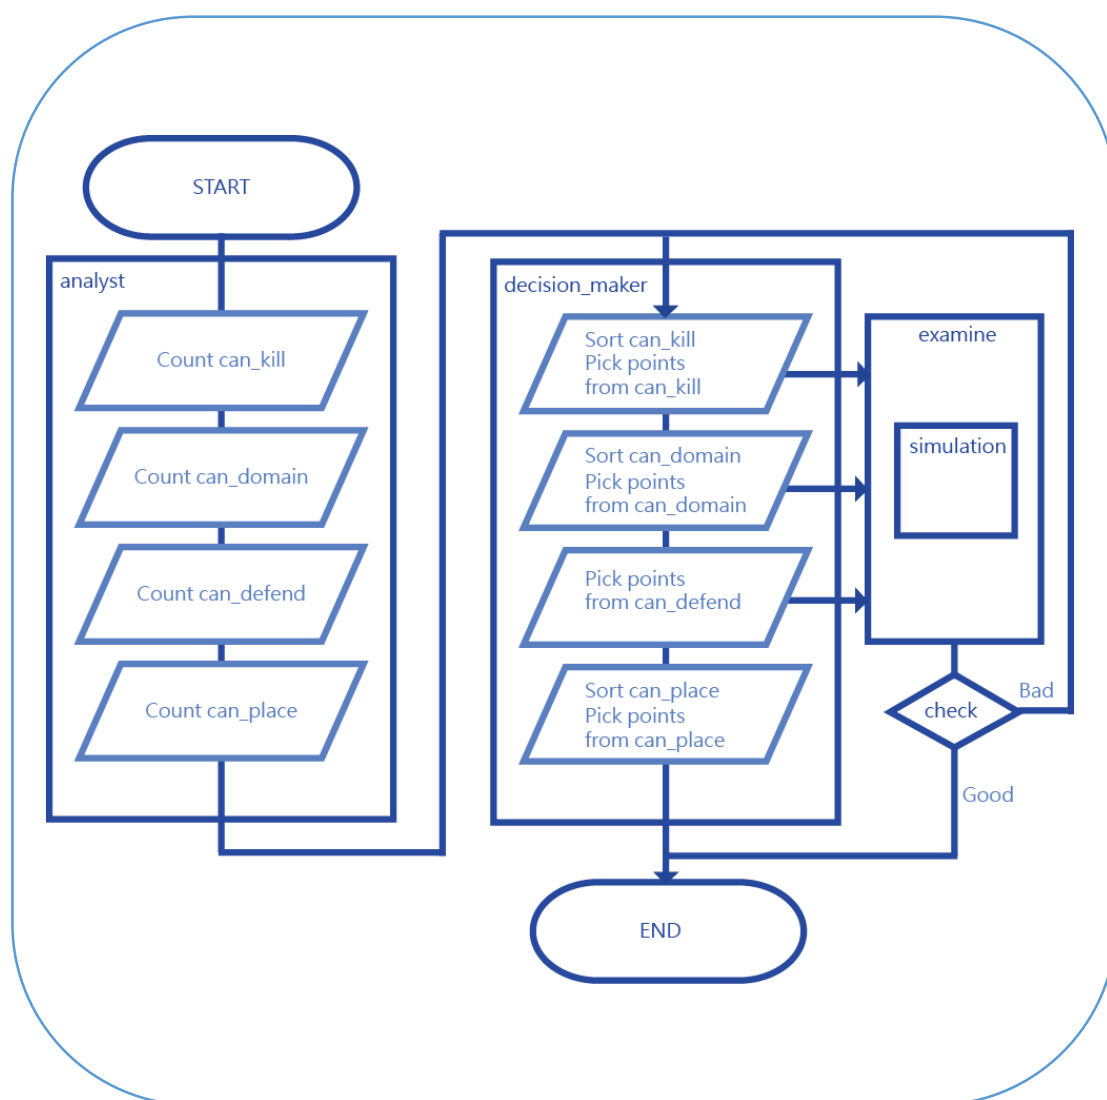 START
analyst
Count can_kill
Count can_domain
Count can_defend
Count can_place
decision_maker
Sort can_kill
Pick points
from can_kill
Sort can_domain
Pick points
from can_domain
Pick points
from can_defend
Sort can_place
Pick points
from can_place
examine
simulation
check
Bad
Good
END